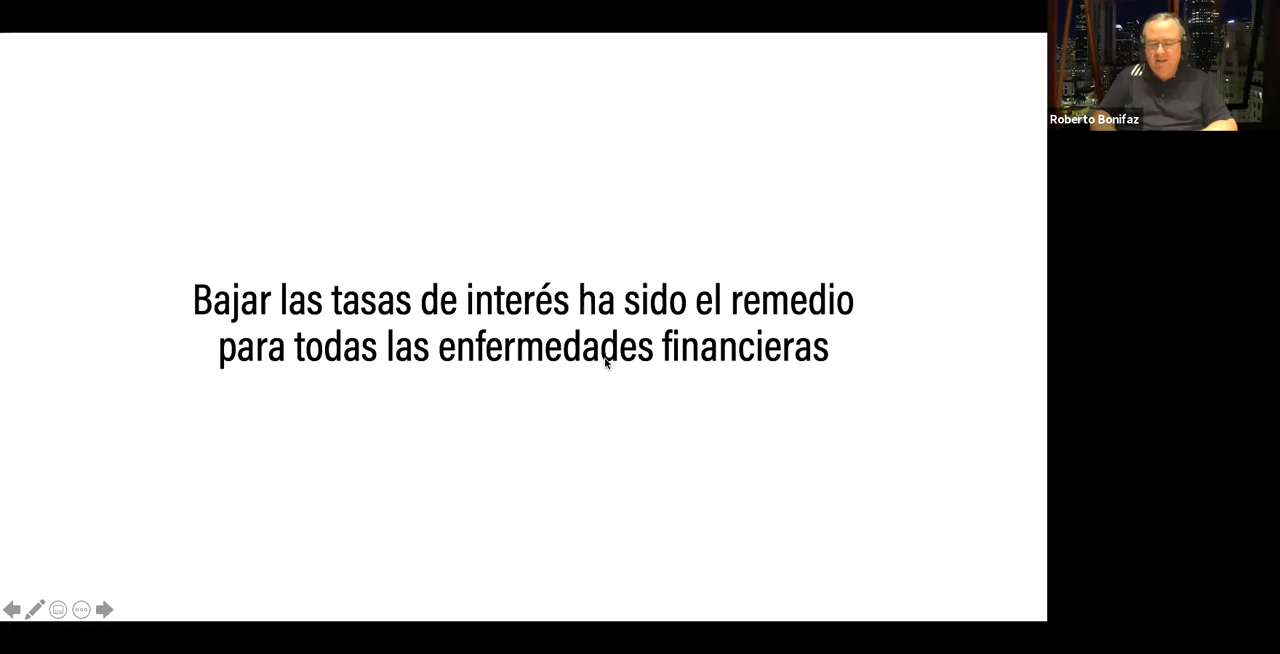 Bajar las tasas de interés ha sido el remedio
para todas las enfermedades financieras
Roberto Bonifaz